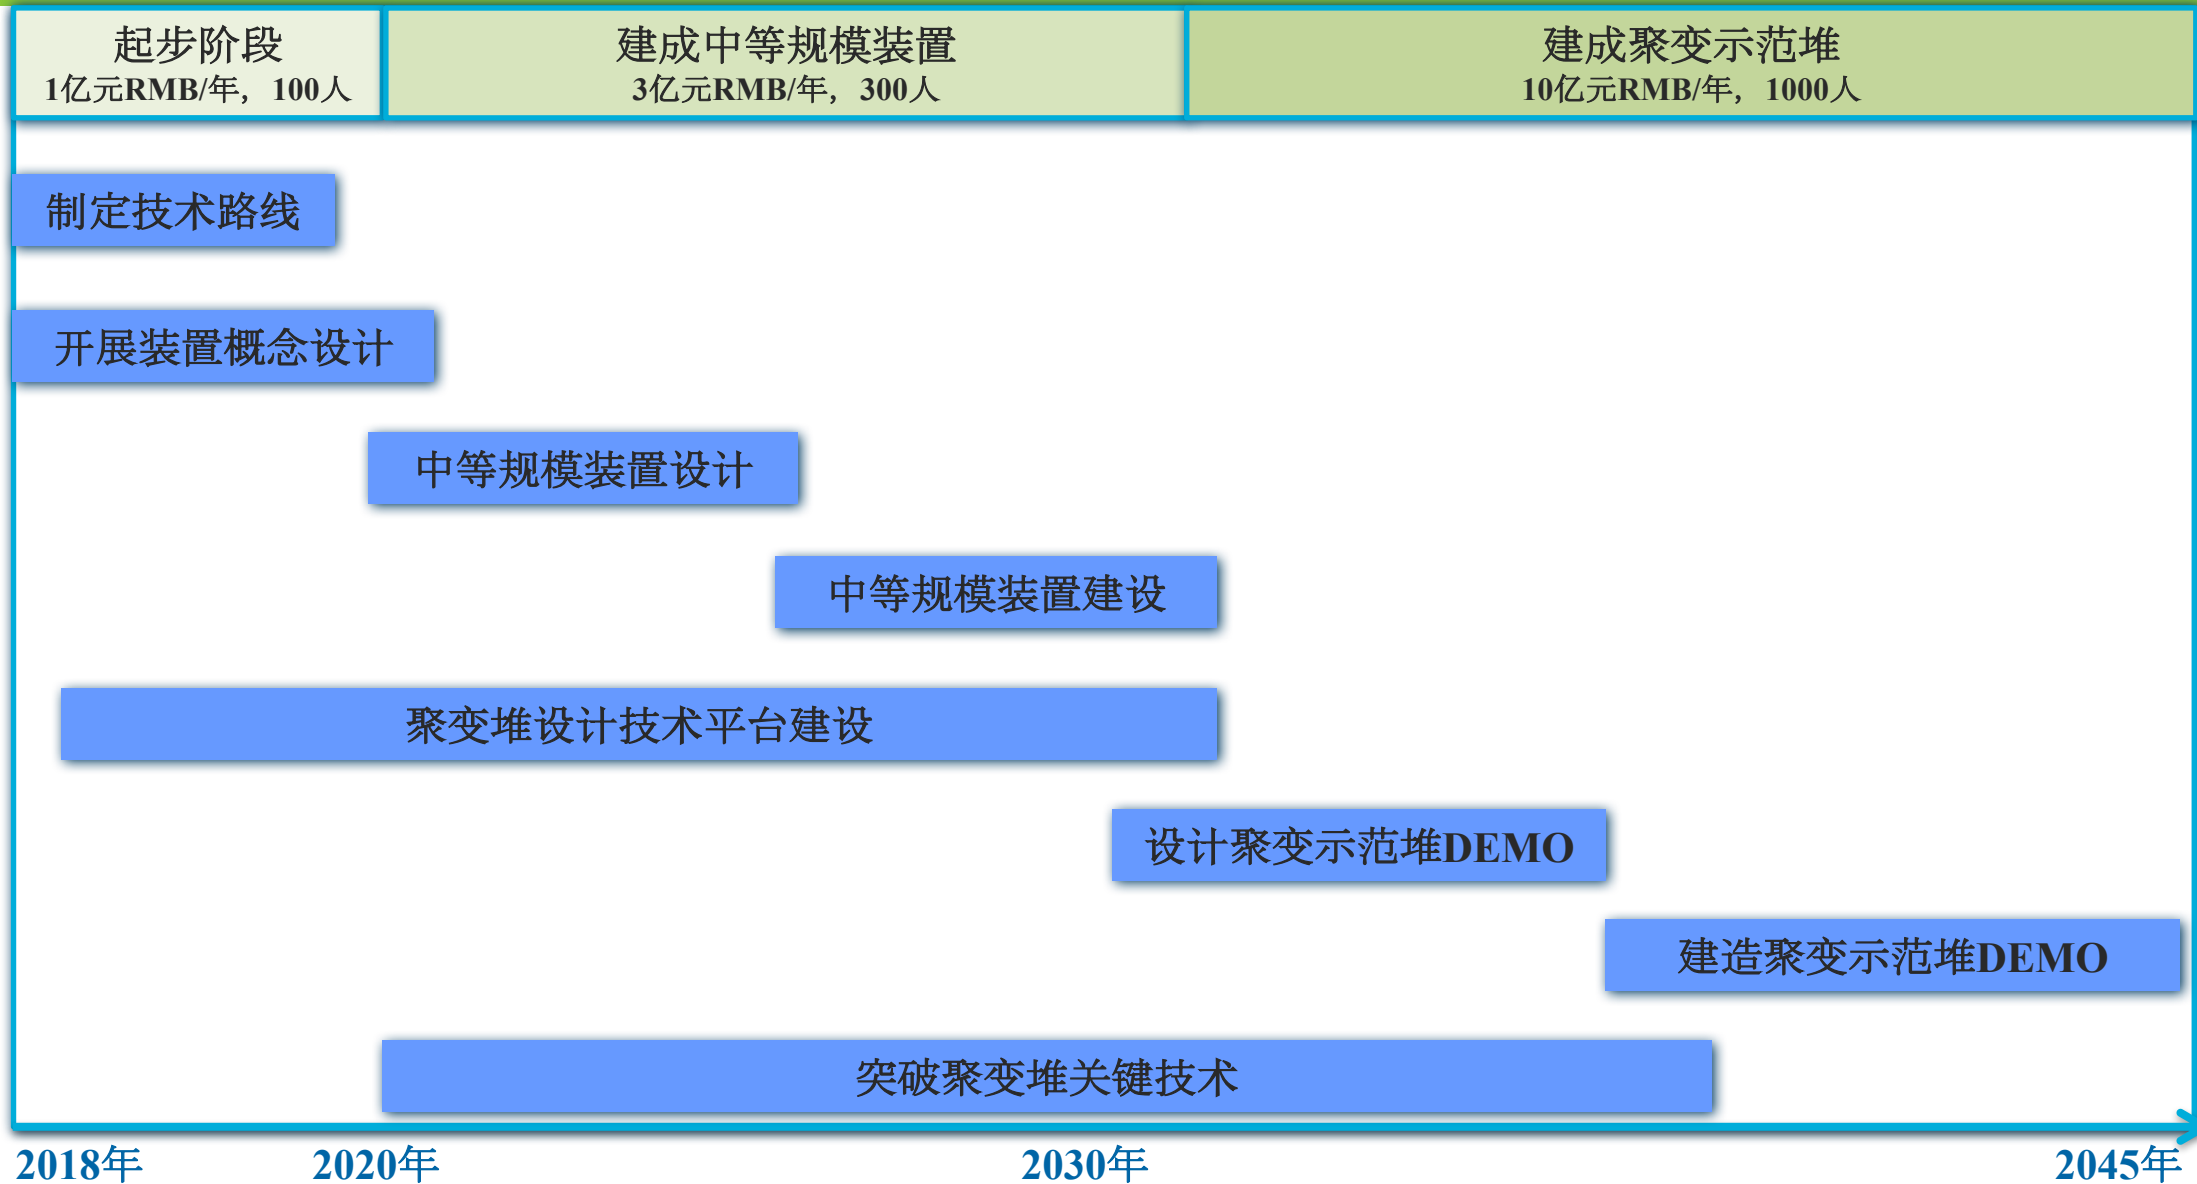 起步阶段
1亿元RMB/年，100人
建成中等规模装置
3亿元RMB/年，300人
建成聚变示范堆
10亿元RMB/年，1000人
制定技术路线
开展装置概念设计
中等规模装置设计
中等规模装置建设
聚变堆设计技术平台建设
设计聚变示范堆DEMO
建造聚变示范堆DEMO
突破聚变堆关键技术
2018年
2020年
2030年
2045年